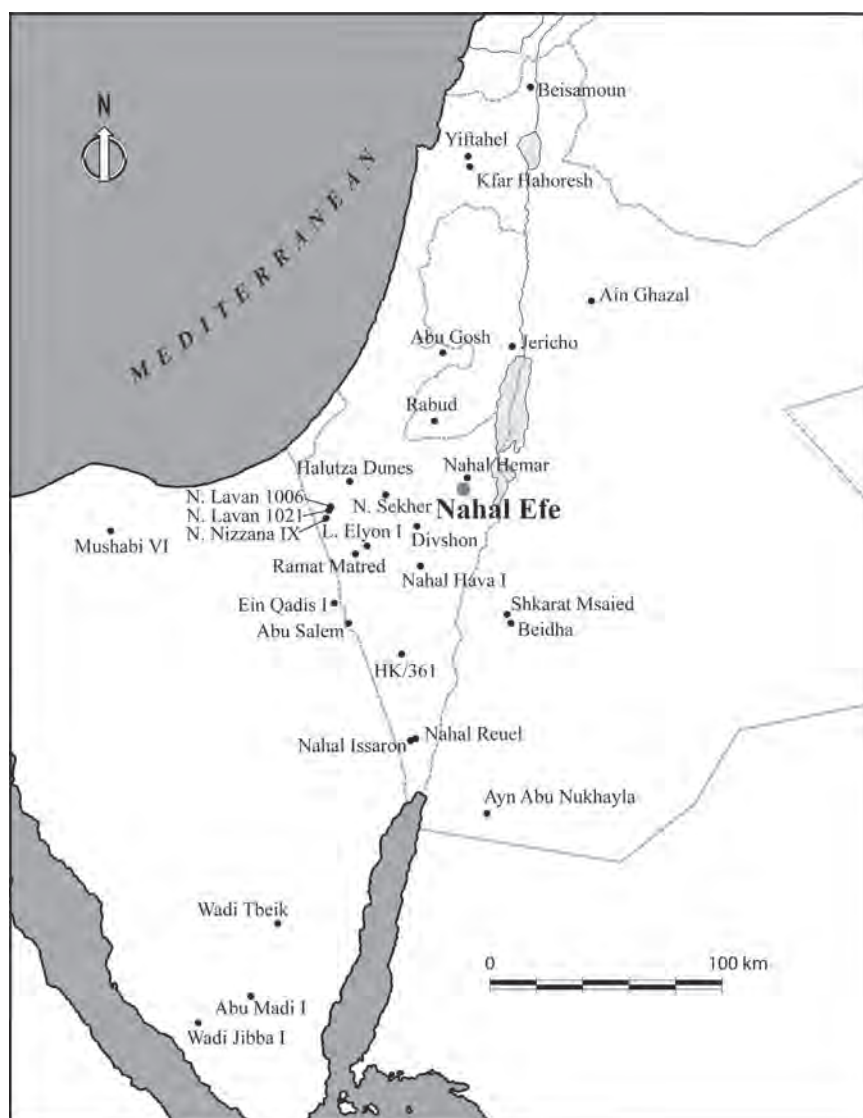 N
MEDITERRANEAN
Beisamoun
Yiftahel
Kfar Hahoresh
Ain Ghazal
Abu Gosh
Jericho
Rabud
Nahal Hemar
Halutza Dunes
N. Sekher
Nahal Efe
N. Lavan 1006
N. Lavan 1021
N. Nizzana IX
L. Elyon I
Divshon
Mushabi VI
Ramat Matred
Nahal Hava I
Ein Qadis I
Shkarat Msaied
Beidha
Abu Salem
HK/361
Nahal Issaron
Nahal Reuel
Ayn Abu Nukhayla
Wadi Tbeik
0 100 km
Abu Madi I
Wadi Jibba I